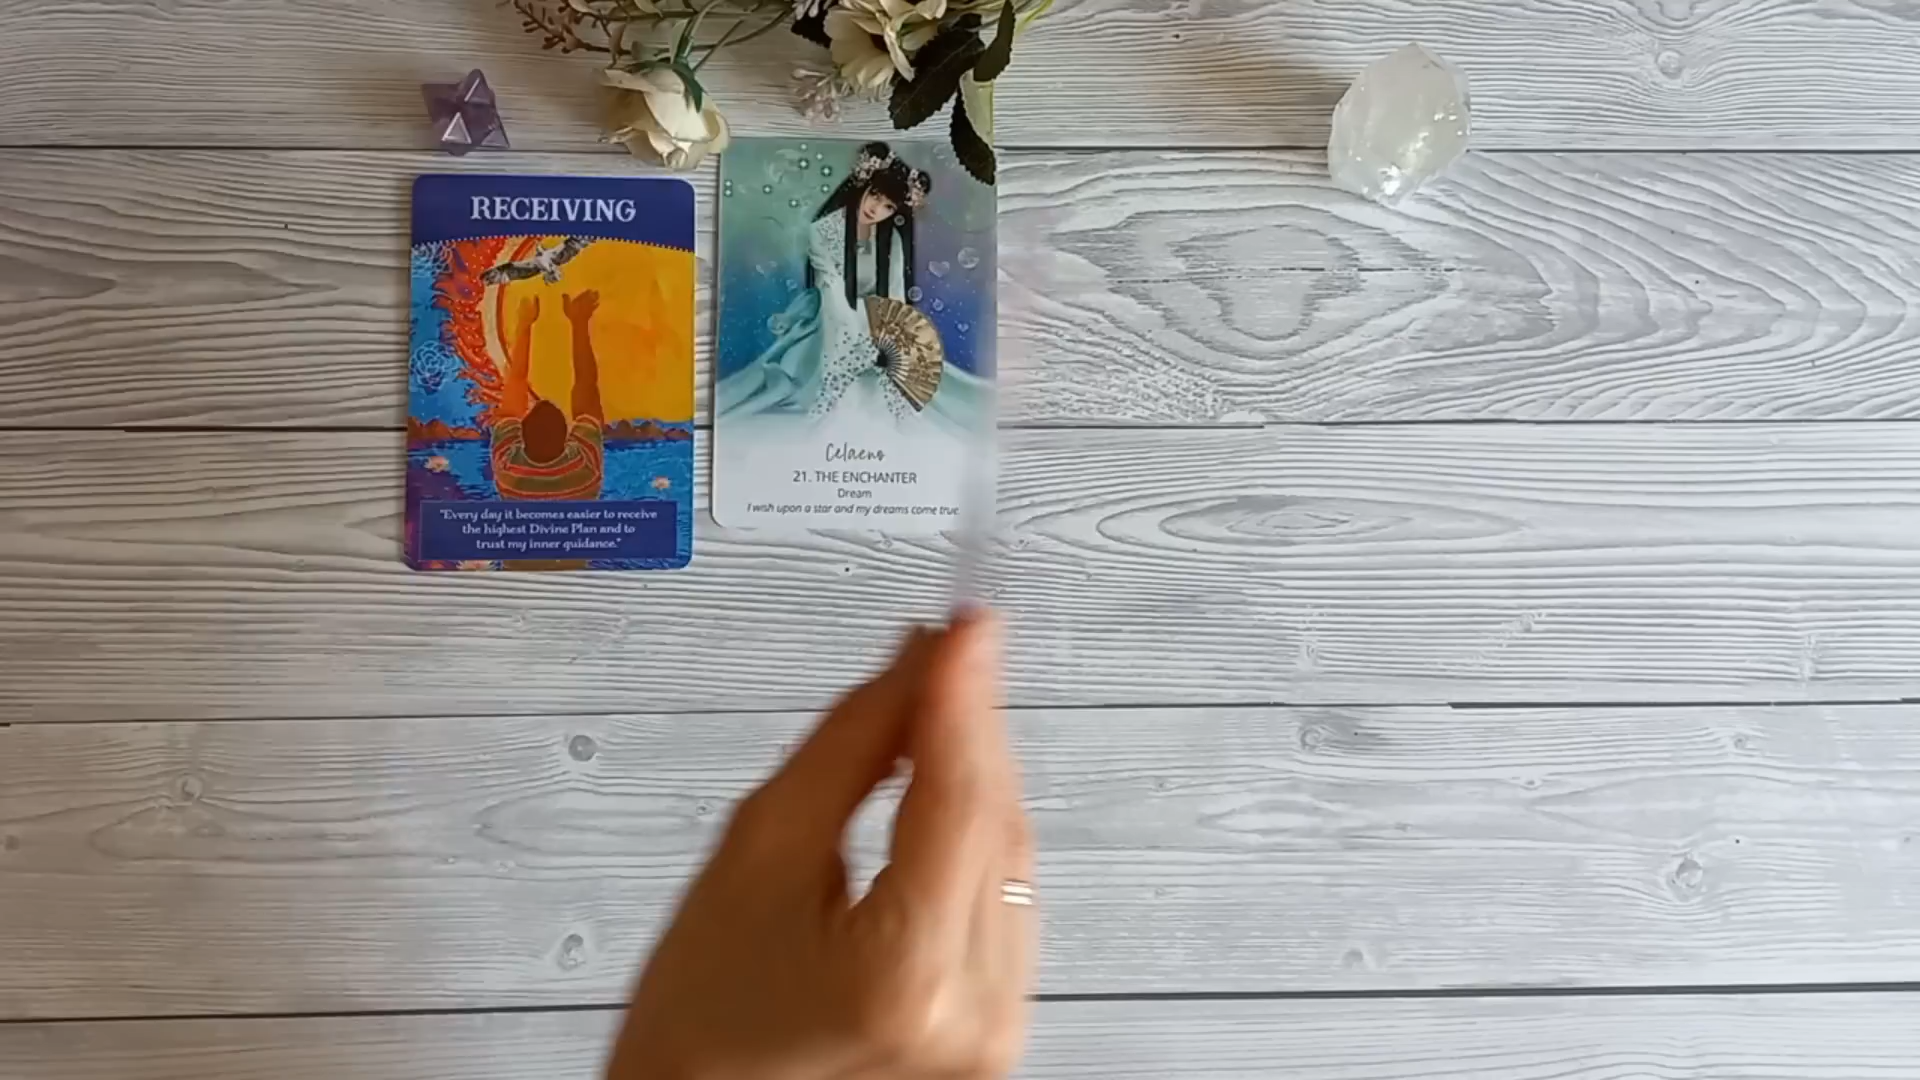 RECEIVING
"Every day it becomes easier to receive
the highest Divine Plan and to
trust my inner guidance."
Celaeno
21. THE ENCHANTER
Dream
I wish upon a star and my dreams come true.